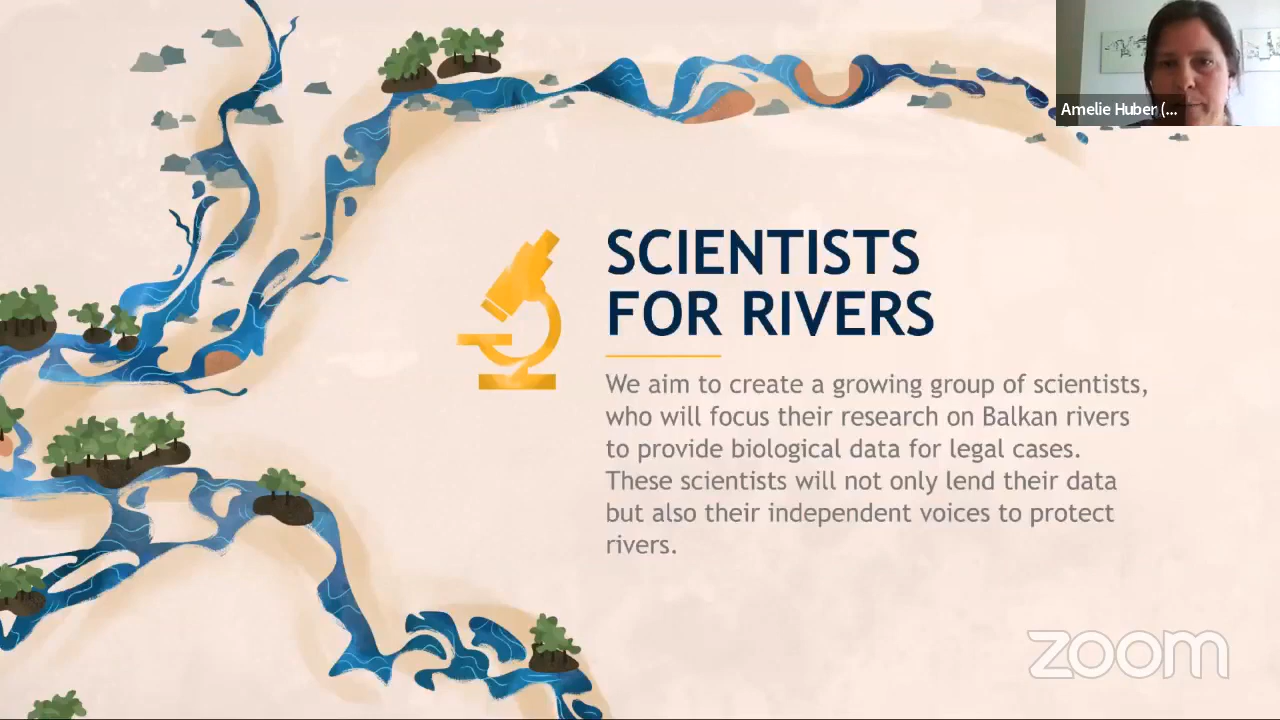 Amelie Huber (...
SCIENTISTS
FOR RIVERS
We aim to create a growing group of scientists,
who will focus their research on Balkan rivers
to provide biological data for legal cases.
These scientists will not only lend their data
but also their independent voices to protect
rivers.
zoom